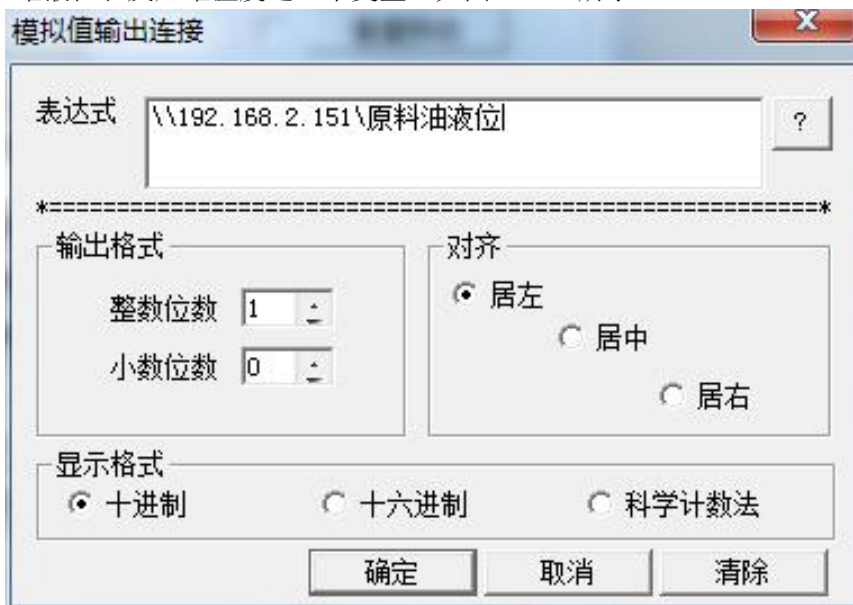 模拟值输出连接
表达式
\\192.168.2.151\原料油液位
?
*=========================================================*
输出格式
对齐
整数位数 1
小数位数 0
居左
居中
居右
显示格式
十进制 十六进制 科学计数法
确定 取消 清除